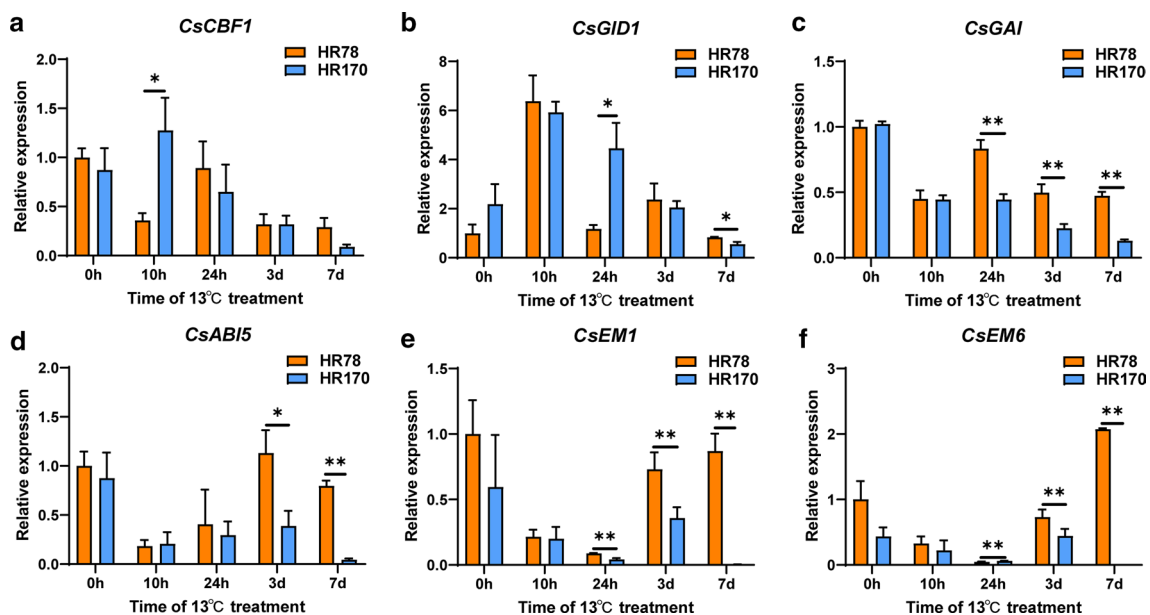 a
CsCBF1
HR78
HR170
Relative expression
2.0
1.5
1.0
0.5
0.0
*
0h 10h 24h 3d 7d
Time of 13℃ treatment
b
CsGID1
HR78
HR170
Relative expression
8
6
4
2
0
*
*
0h 10h 24h 3d 7d
Time of 13℃ treatment
c
CsGAI
HR78
HR170
Relative expression
1.5
1.0
0.5
0.0
**
**
**
0h 10h 24h 3d 7d
Time of 13℃ treatment
d
CsABI5
HR78
HR170
Relative expression
2.0
1.5
1.0
0.5
0.0
*
**
0h 10h 24h 3d 7d
Time of 13℃ treatment
e
CsEM1
HR78
HR170
Relative expression
1.5
1.0
0.5
0.0
**
**
**
0h 10h 24h 3d 7d
Time of 13℃ treatment
f
CsEM6
HR78
HR170
Relative expression
3
2
1
0
**
**
**
0h 10h 24h 3d 7d
Time of 13℃ treatment